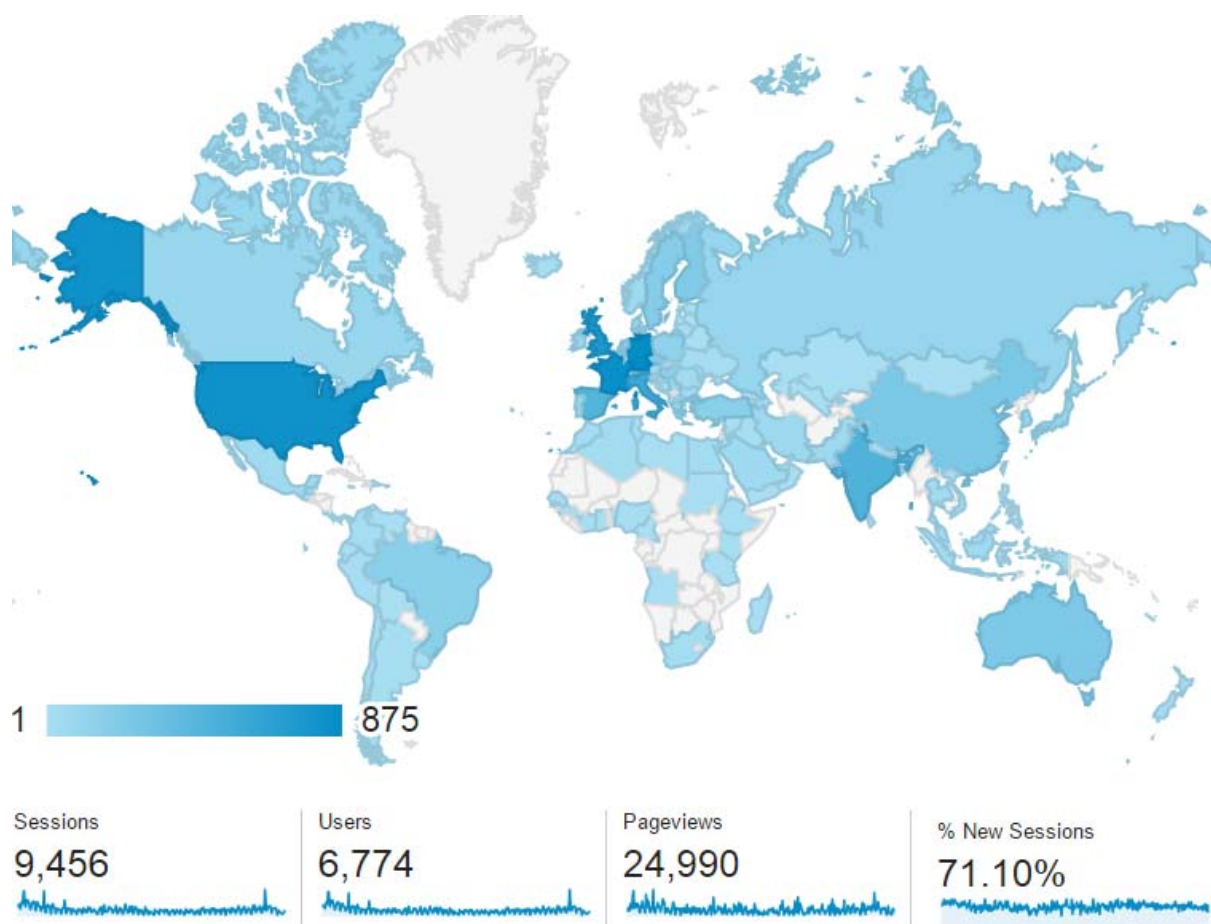 1 875
Sessions
9,456
Users
6,774
Pageviews
24,990
% New Sessions
71.10%